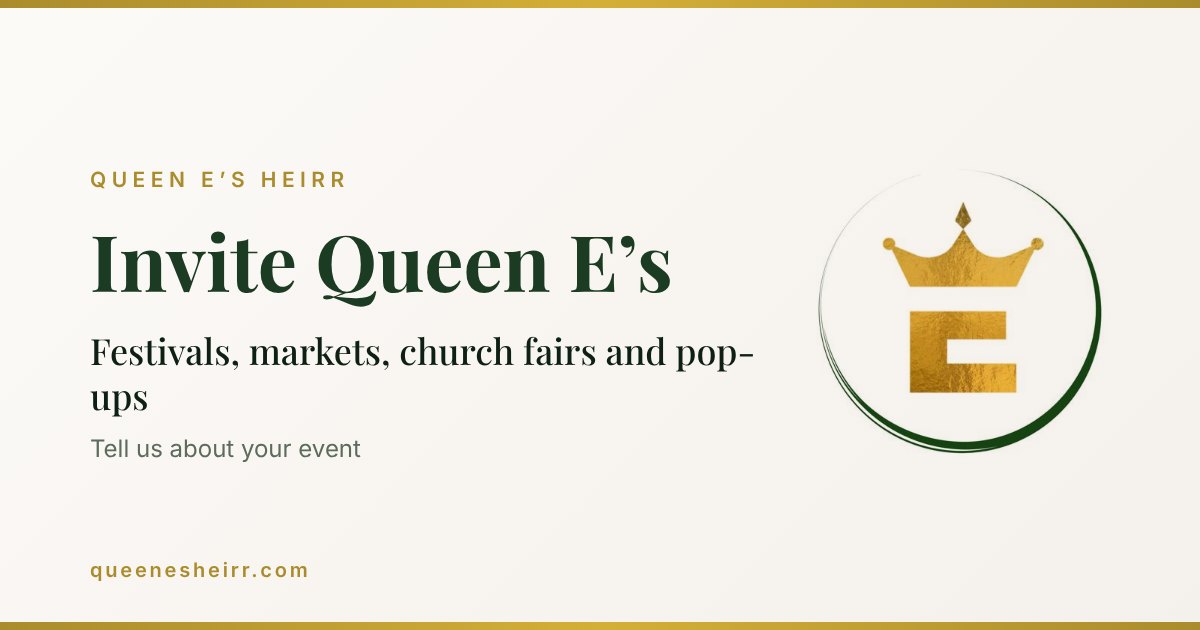 QUEEN E’S HEIRR
Invite Queen E’s
Festivals, markets, church fairs and pop-
ups
Tell us about your event
queenesheirr.com
E